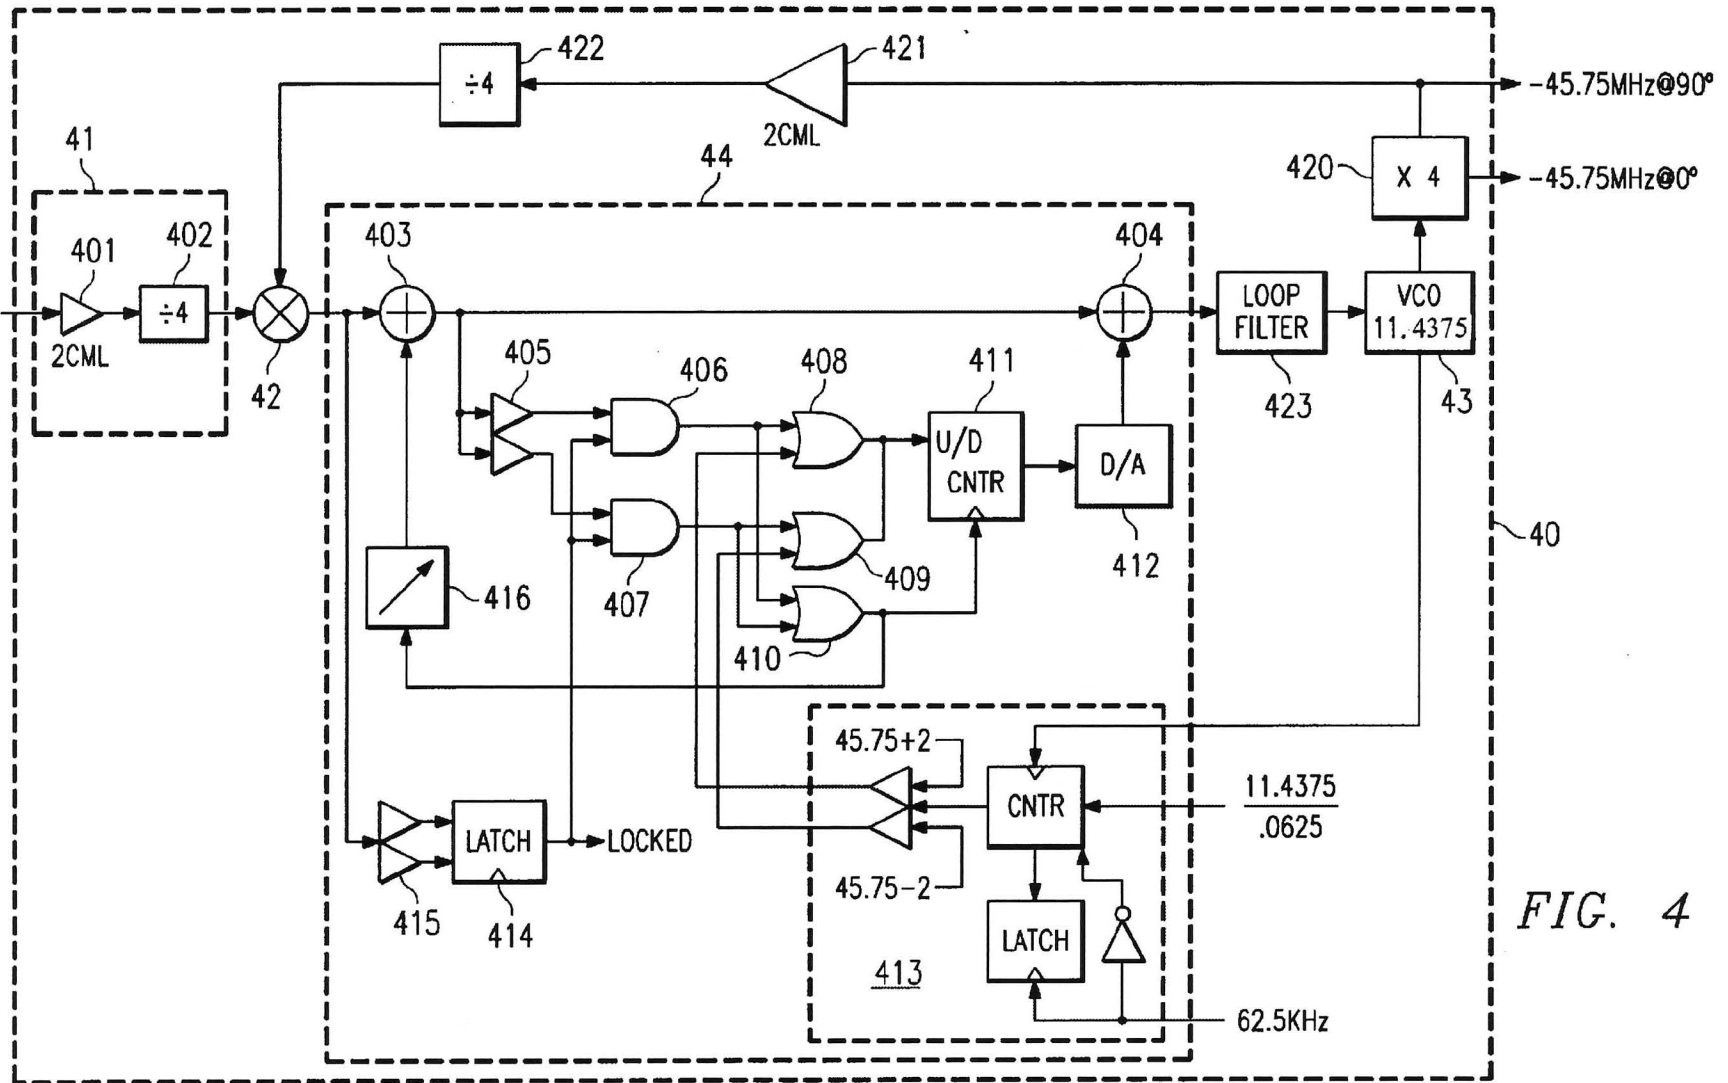 422
÷4
421
2CML
-45.75MHz@90°
420
X 4
-45.75MHz@0°
41
44
401
402
÷4
2CML
42
403
404
LOOP
FILTER
423
VCO
11.4375
43
405
406
408
411
U/D
CNTR
D/A
412
40
416
407
409
410
45.75+2
45.75-2
CNTR
11.4375
.0625
LATCH
LOCKED
415
414
LATCH
413
62.5KHz
FIG. 4